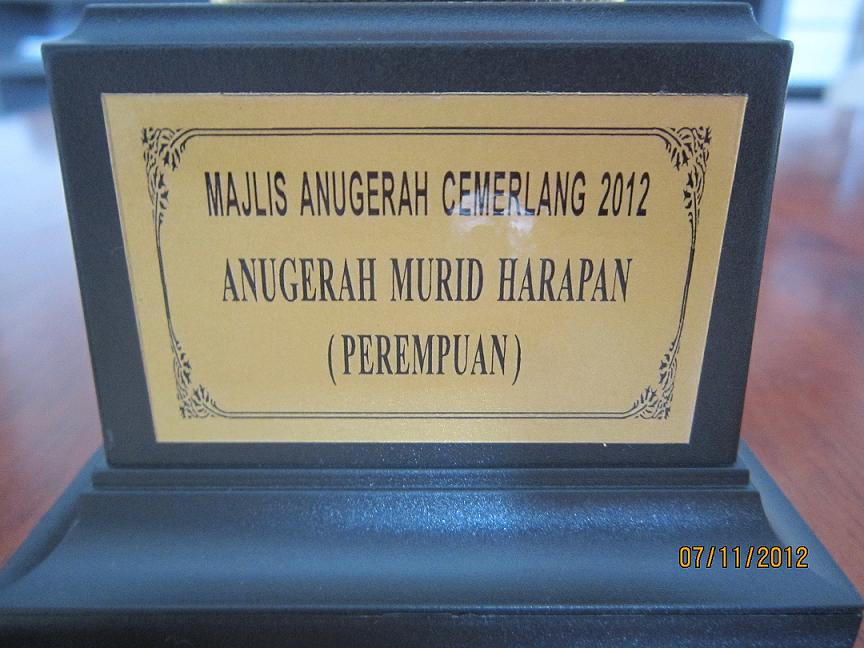 MAJLIS ANUGERAH CEMERLANG 2012
ANUGERAH MURID HARAPAN
(PEREMPUAN)
07/11/2012